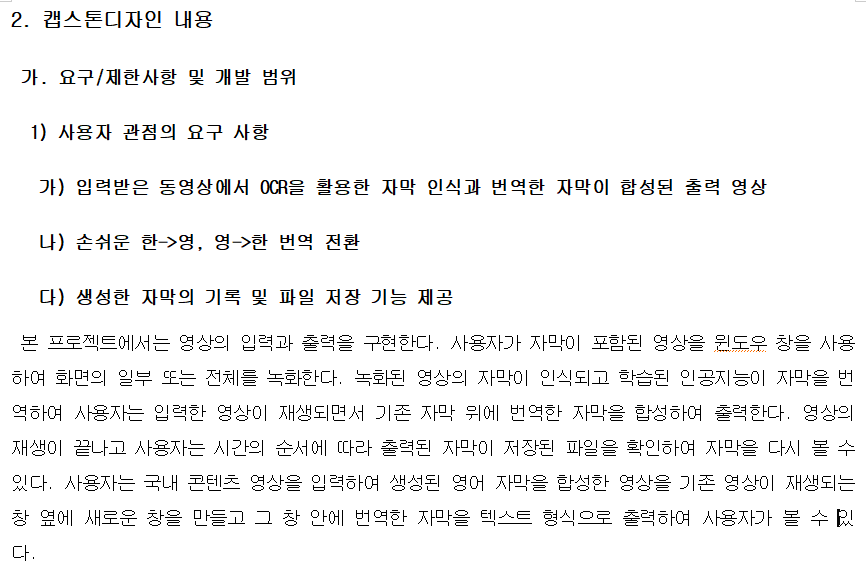 2. 캡스톤디자인 내용
가. 요구/제한사항 및 개발 범위
1) 사용자 관점의 요구 사항
가) 입력받은 동영상에서 OCR을 활용한 자막 인식과 번역한 자막이 합성된 출력 영상
나) 손쉬운 한->영, 영->한 번역 전환
다) 생성한 자막의 기록 및 파일 저장 기능 제공
본 프로젝트에서는 영상의 입력과 출력을 구현한다. 사용자가 자막이 포함된 영상을 윈도우 창을 사용
하여 화면의 일부 또는 전체를 녹화한다. 녹화된 영상의 자막이 인식되고 학습된 인공지능이 자막을 번
역하여 사용자는 입력한 영상이 재생되면서 기존 자막 위에 번역한 자막을 합성하여 출력한다. 영상의
재생이 끝나고 사용자는 시간의 순서에 따라 출력된 자막이 저장된 파일을 확인하여 자막을 다시 볼 수
있다. 사용자는 국내 콘텐츠 영상을 입력하여 생성된 영어 자막을 합성한 영상을 기존 영상이 재생되는
창 옆에 새로운 창을 만들고 그 창 안에 번역한 자막을 텍스트 형식으로 출력하여 사용자가 볼 수 있
다.